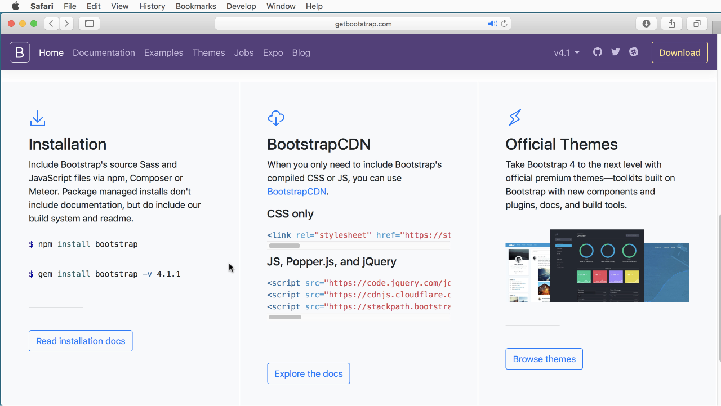 Safari File Edit View History Bookmarks Develop Window Help
getbootstrap.com
B Home Documentation Examples Themes Jobs Expo Blog v4.1 Download
Installation
Include Bootstrap's source Sass and
JavaScript files via npm, Composer or
Meteor. Package managed installs don't
include documentation, but do include our
build system and readme.
$ npm install bootstrap
$ gem install bootstrap -v 4.1.1
Read installation docs
BootstrapCDN
When you only need to include Bootstrap's
compiled CSS or JS, you can use
BootstrapCDN.
CSS only
<link rel="stylesheet" href="https://st
JS, Popper.js, and jQuery
<script src="https://code.jquery.com/jq
<script src="https://cdnjs.cloudflare.c
<script src="https://stackpath.bootstra
Explore the docs
Official Themes
Take Bootstrap 4 to the next level with
official premium themes—toolkits built on
Bootstrap with new components and
plugins, docs, and build tools.
Browse themes